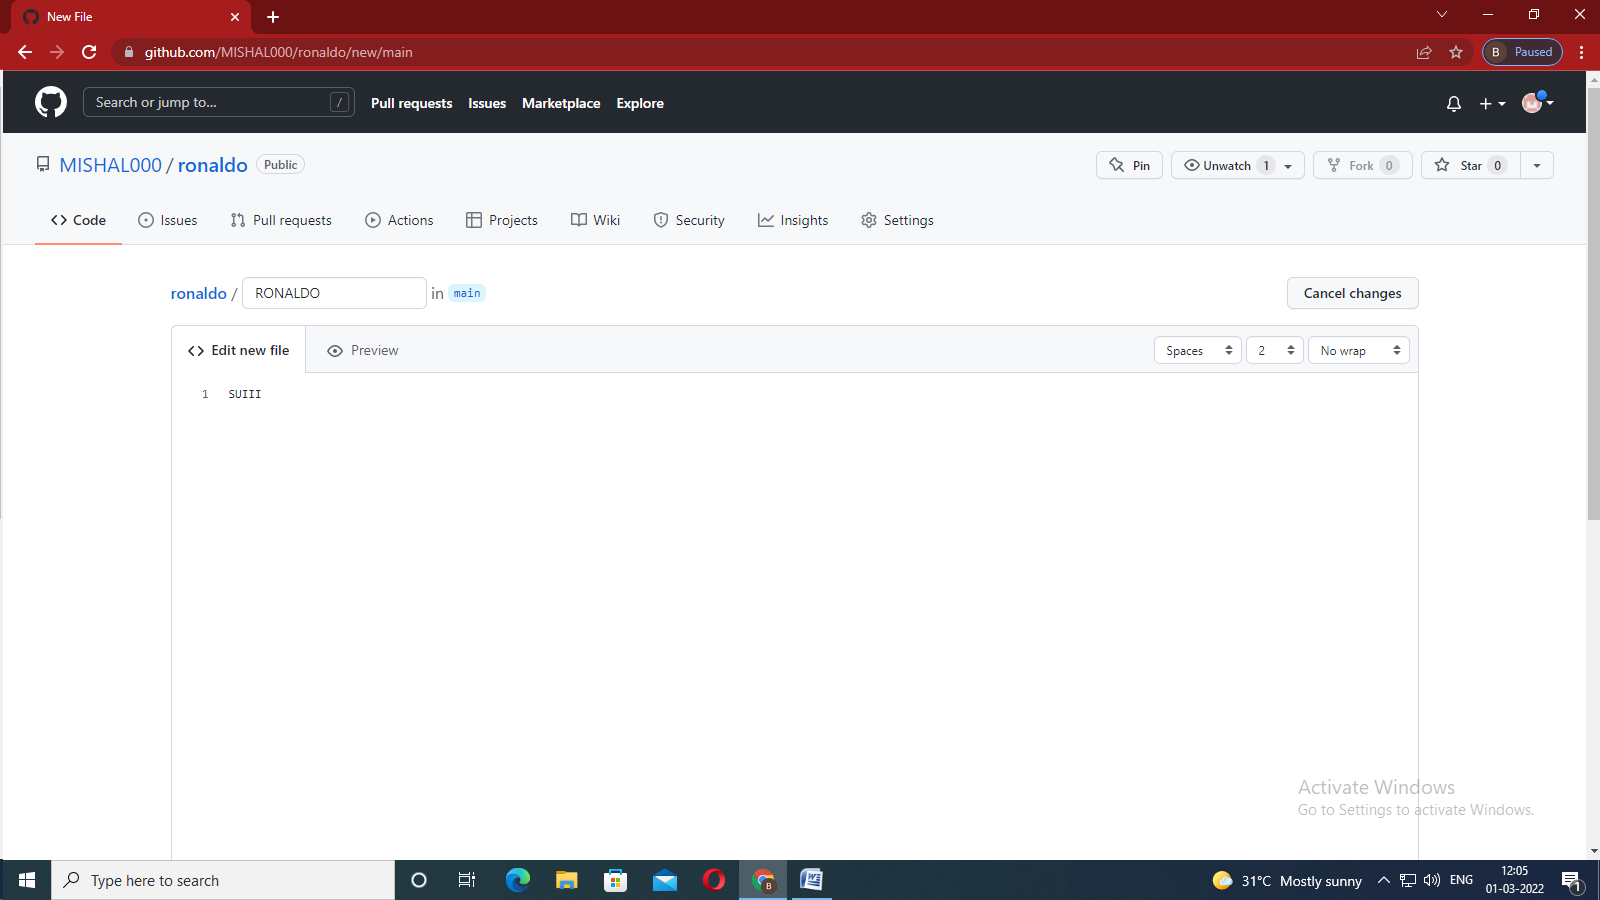 New File
github.com/MISHAL000/ronaldo/new/main
B Paused
Search or jump to... /
Pull requests Issues Marketplace Explore
MISHAL000 / ronaldo Public
Pin Unwatch 1 Fork 0 Star 0
Code Issues Pull requests Actions Projects Wiki Security Insights Settings
ronaldo / RONALDO in main Cancel changes
Edit new file Preview Spaces 2 No wrap
1 SUIII
Activate Windows
Go to Settings to activate Windows.
Type here to search
31°C Mostly sunny ENG
12:05
01-03-2022
1